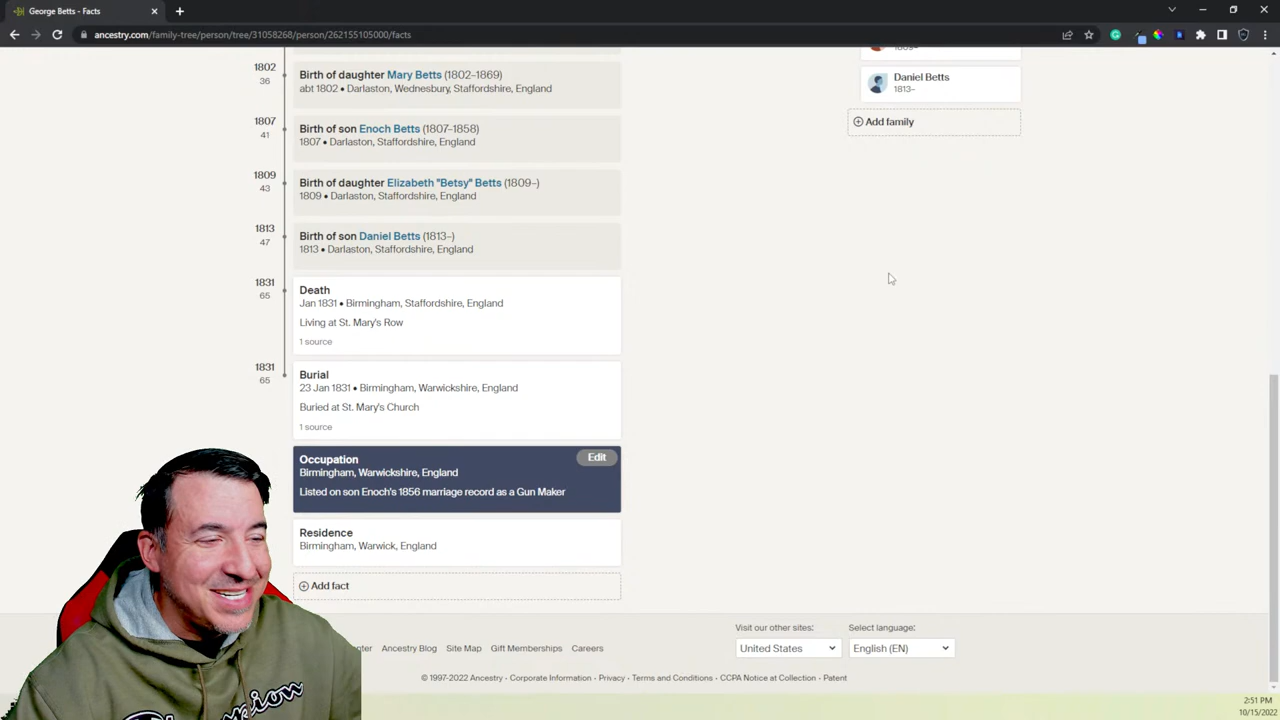 George Betts - Facts
ancestry.com/family-tree/person/tree/31058268/person/262155105000/facts
1802
36
Birth of daughter Mary Betts (1802–1869)
abt 1802 • Darlaston, Wednesbury, Staffordshire, England
1807
41
Birth of son Enoch Betts (1807–1858)
1807 • Darlaston, Staffordshire, England
1809
43
Birth of daughter Elizabeth "Betsy" Betts (1809–)
1809 • Darlaston, Staffordshire, England
1813
47
Birth of son Daniel Betts (1813–)
1813 • Darlaston, Staffordshire, England
1831
65
Death
Jan 1831 • Birmingham, Staffordshire, England
Living at St. Mary's Row
1 source
1831
65
Burial
23 Jan 1831 • Birmingham, Warwickshire, England
Buried at St. Mary's Church
1 source
Occupation
Edit
Birmingham, Warwickshire, England
Listed on son Enoch's 1856 marriage record as a Gun Maker
Residence
Birmingham, Warwick, England
Add fact
1809–
Daniel Betts
1813–
Add family
Visit our other sites:
Select language:
United States
English (EN)
Ancestry Blog
Site Map
Gift Memberships
Careers
© 1997-2022 Ancestry • Corporate Information • Privacy • Terms and Conditions • CCPA Notice at Collection • Patent
2:51 PM
10/15/2022